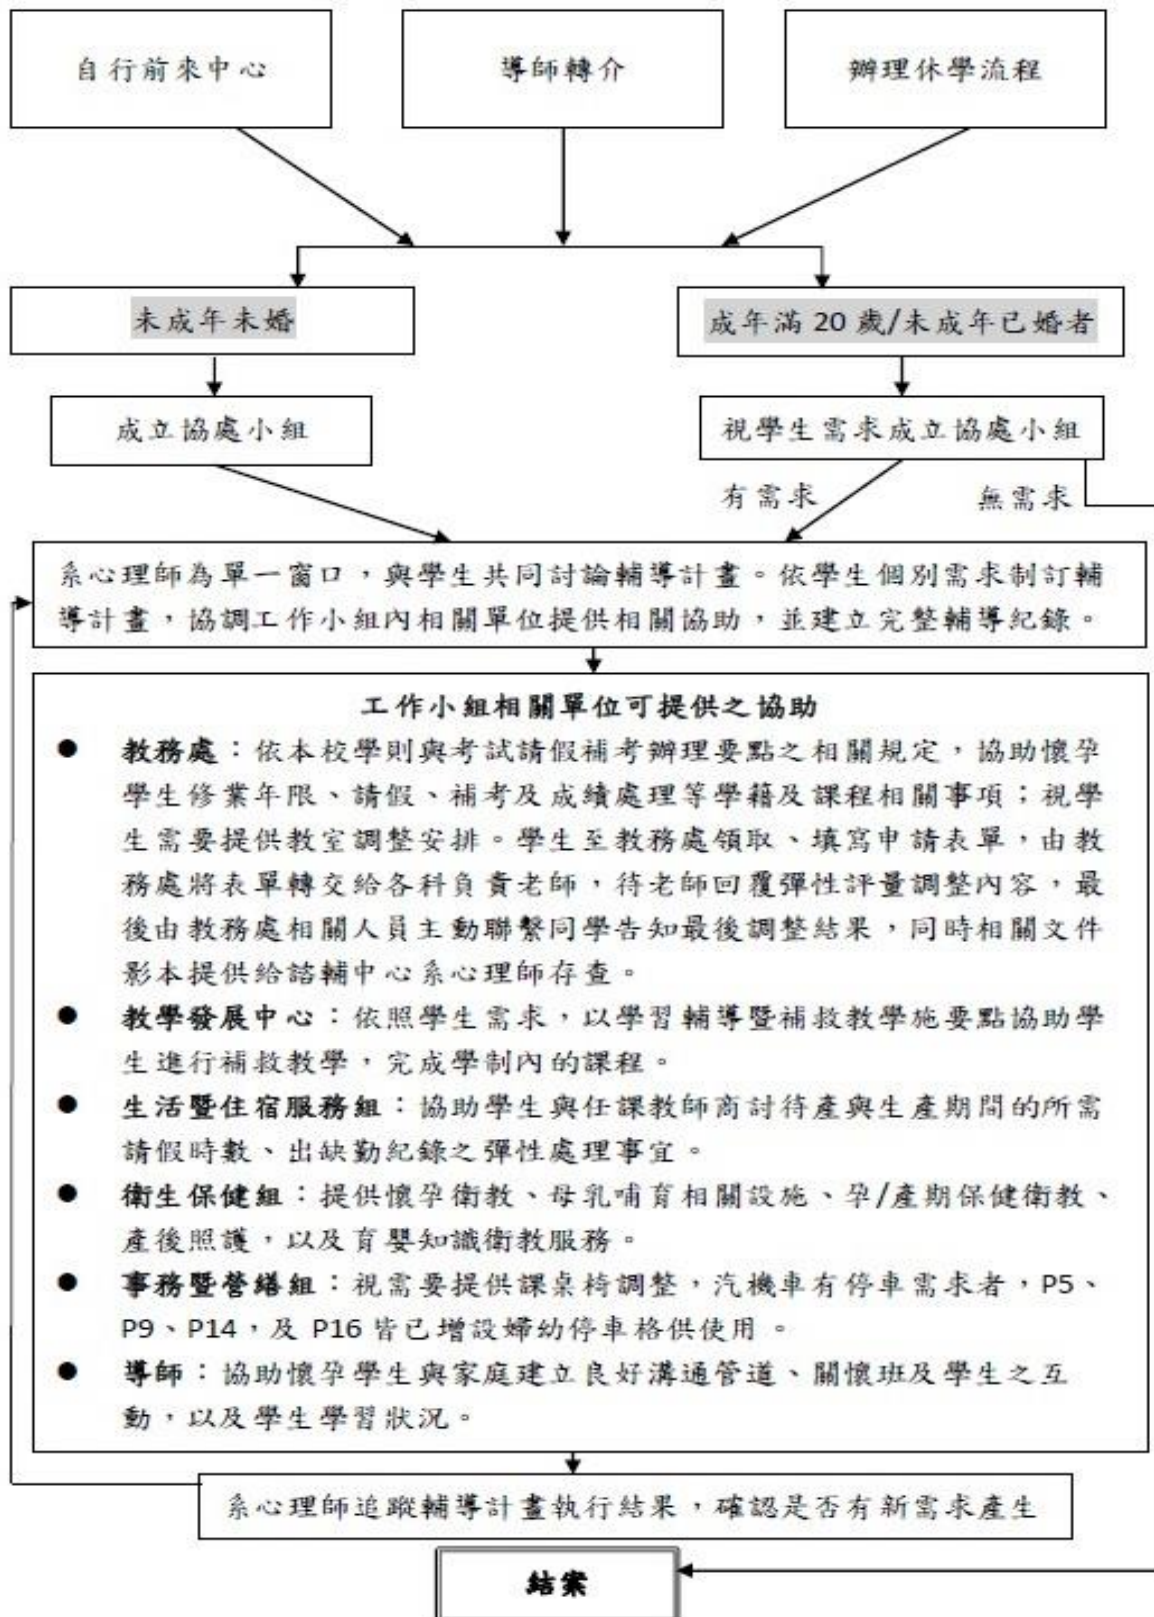 自行前來中心
導師轉介
辦理休學流程
未成年未婚
成年滿 20 歲/未成年已婚者
成立協處小組
視學生需求成立協處小組
有需求
無需求
系心理師為單一窗口，與學生共同討論輔導計畫。依學生個別需求制訂輔
導計畫，協調工作小組內相關單位提供相關協助，並建立完整輔導紀錄。
工作小組相關單位可提供之協助
● 教務處：依本校學則與考試請假補考辦理要點之相關規定，協助懷孕
學生修業年限、請假、補考及成績處理等學籍及課程相關事項；視學
生需要提供教室調整安排。學生至教務處領取、填寫申請表單，由教
務處將表單轉交給各科負責老師，待老師回覆彈性評量調整內容，最
後由教務處相關人員主動聯繫同學告知最後調整結果，同時相關文件
影本提供給諮輔中心系心理師存查。
● 教學發展中心：依照學生需求，以學習輔導暨補救教學施要點協助學
生進行補救教學，完成學制內的課程。
● 生活暨住宿服務組：協助學生與任課教師商討待產與生產期間的所需
請假時數、出缺勤紀錄之彈性處理事宜。
● 衛生保健組：提供懷孕衛教、母乳哺育相關設施、孕/產期保健衛教、
產後照護，以及育嬰知識衛教服務。
● 事務暨營繕組：視需要提供課桌椅調整，汽機車有停車需求者，P5、
P9、P14，及 P16 皆已增設婦幼停車格供使用。
● 導師：協助懷孕學生與家庭建立良好溝通管道、關懷班及學生之互
動，以及學生學習狀況。
系心理師追蹤輔導計畫執行結果，確認是否有新需求產生
結案